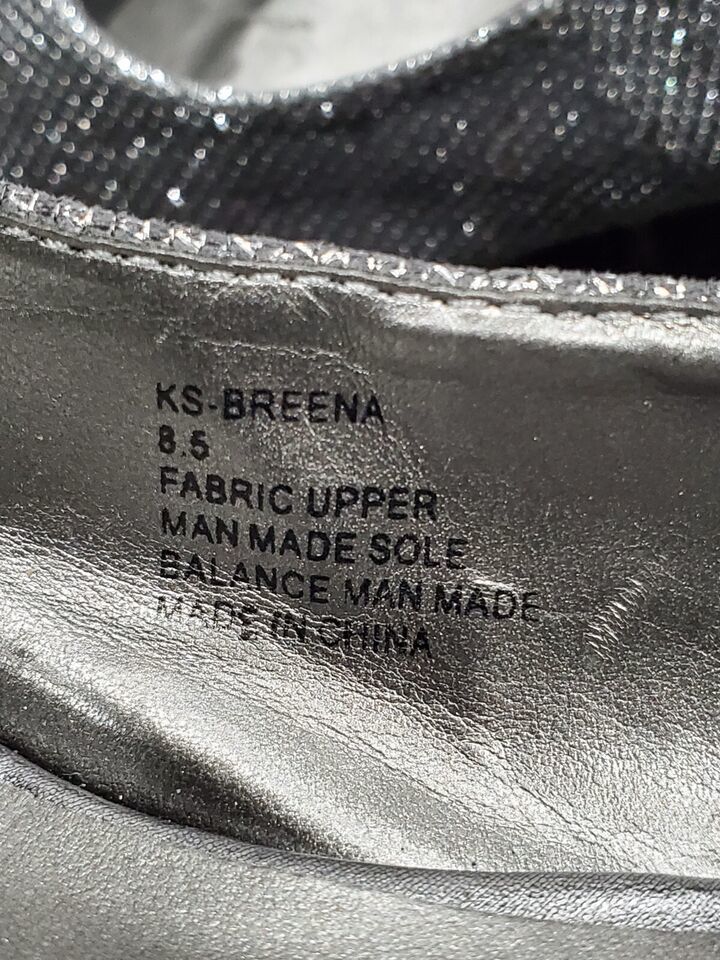 KS-BREENA
8.5
FABRIC UPPER
MAN MADE SOLE
BALANCE MAN MADE
MADE IN CHINA